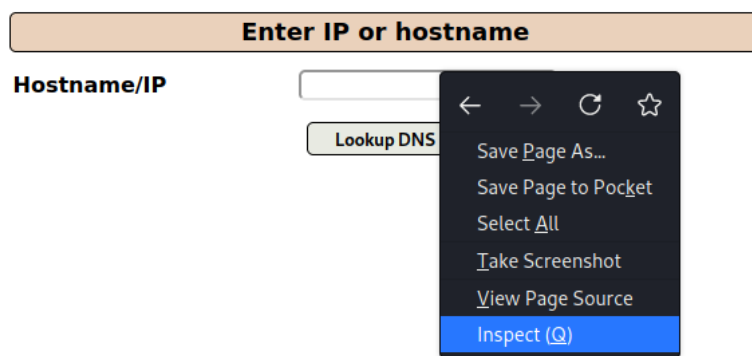 Enter IP or hostname
Hostname/IP
Lookup DNS
Save Page As...
Save Page to Pocket
Select All
Take Screenshot
View Page Source
Inspect (Q)